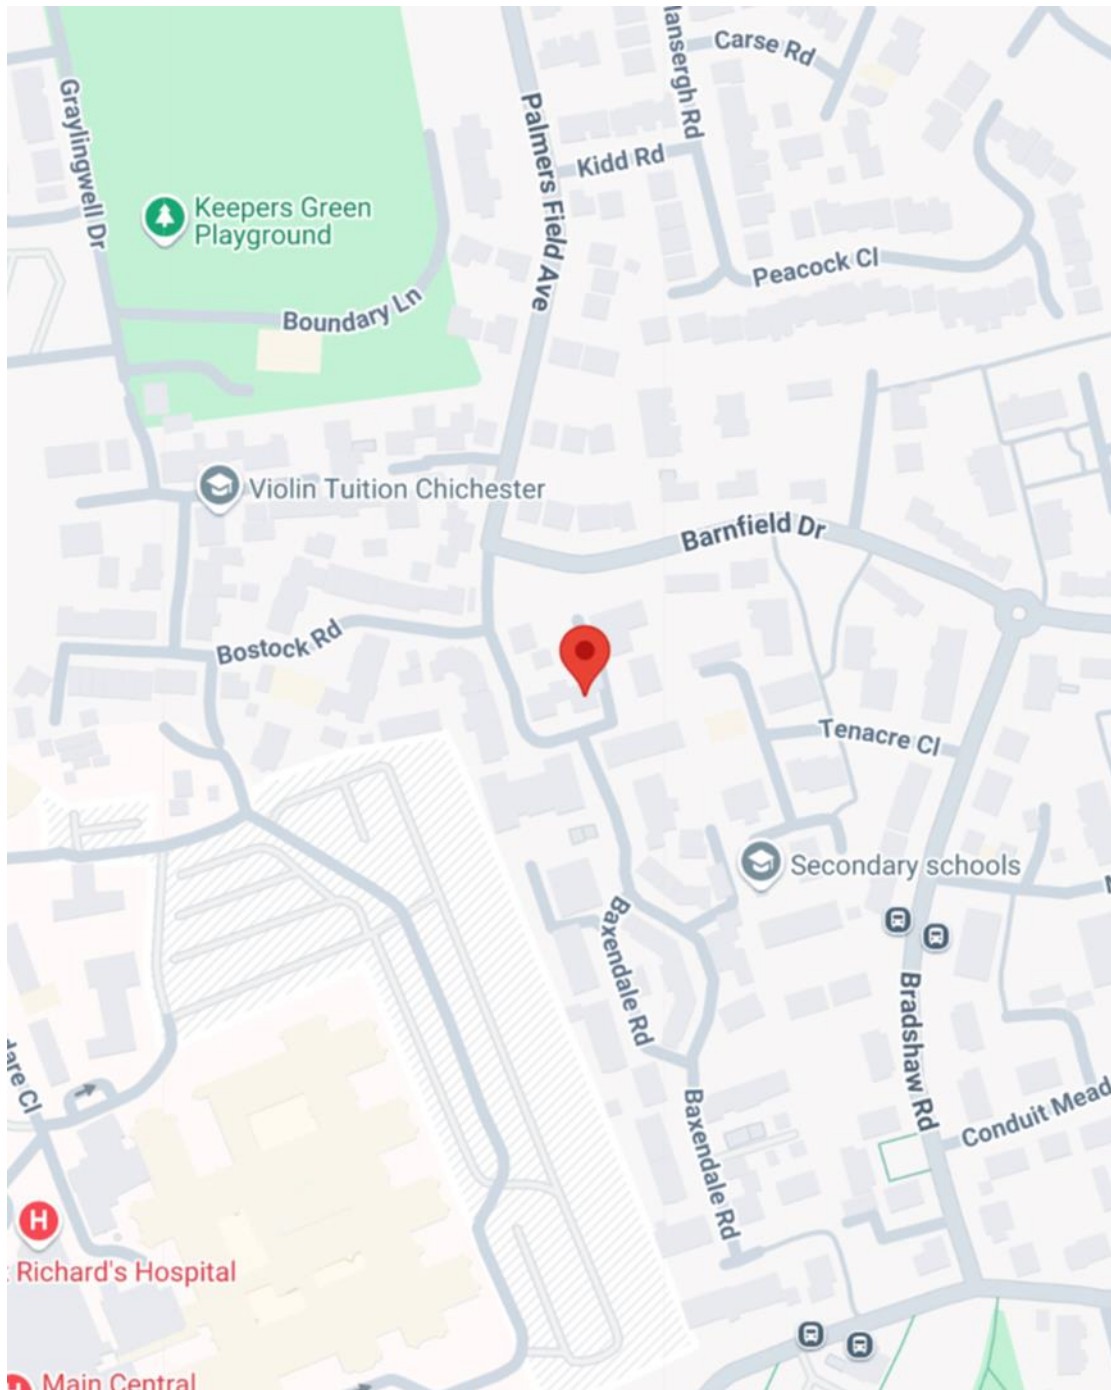 Graylingwell Dr
Palmers Field Ave
Carse Rd
Kidd Rd
Keepers Green
Playground
Peacock Cl
Boundary Ln
Violin Tuition Chichester
Barnfield Dr
Bostock Rd
Tenacre Cl
Secondary schools
Baxendale Rd
Bradshaw Rd
Baxendale Rd
Conduit Mead
H
Richard's Hospital
Main Central